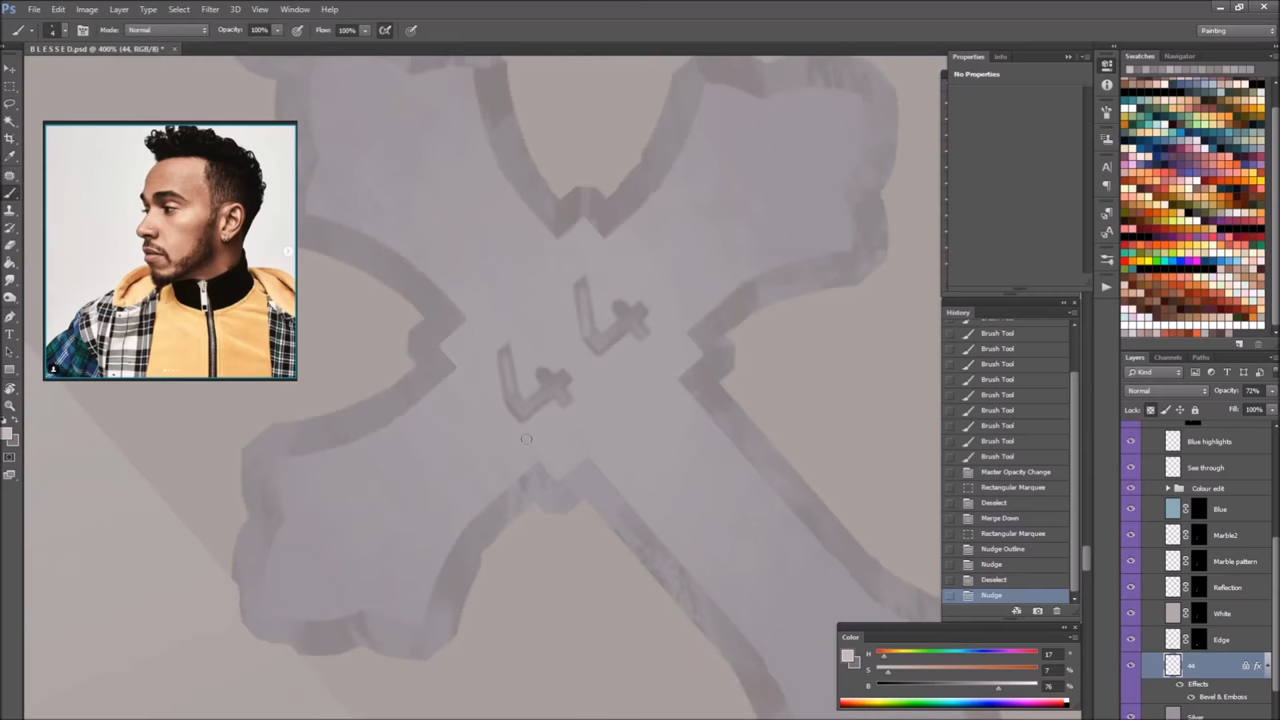 Ps File Edit Image Layer Type Select Filter 3D View Window Help
4 Mode: Normal Opacity: 100% Flow: 100% Painting
B L E S S E D.psd @ 400% (44, RGB/8) *
Properties Info
No Properties
Swatches Navigator
4 4
History
Brush Tool
Brush Tool
Brush Tool
Brush Tool
Brush Tool
Brush Tool
Brush Tool
Brush Tool
Brush Tool
Master Opacity Change
Rectangular Marquee
Deselect
Merge Down
Rectangular Marquee
Nudge Outline
Nudge
Deselect
Nudge
Color
H 17 °
S 7 %
B 76 %
Layers Channels Paths
Kind
Normal Opacity: 72%
Lock: Fill: 100%
Blue highlights
See through
Colour edit
Blue
Marble2
Marble pattern
Reflection
White
Edge
44 fx
Effects
Bevel & Emboss
Silver